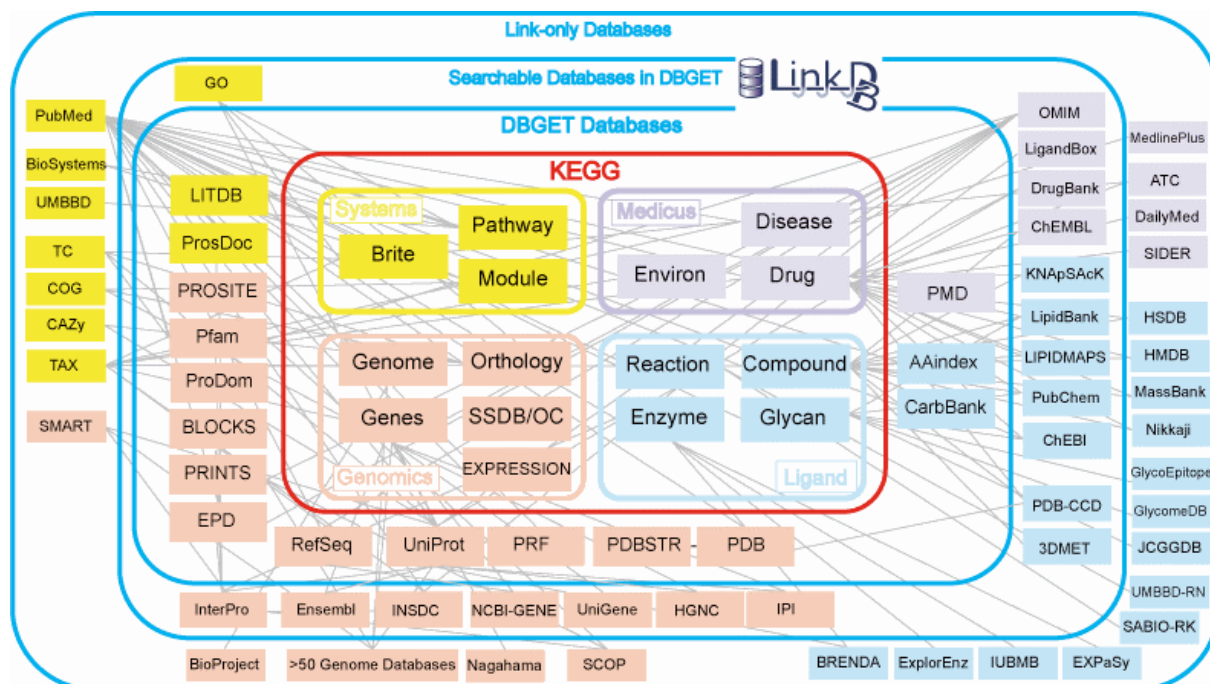 Link-only Databases
Searchable Databases in DBGET
LinkDB
DBGET Databases
KEGG
GO
PubMed
BioSystems
UMBBD
TC
COG
CAZy
TAX
SMART
LITDB
ProsDoc
PROSITE
Pfam
ProDom
BLOCKS
PRINTS
EPD
Systems
Pathway
Brite
Module
Medicus
Disease
Environ
Drug
Genome
Orthology
Genes
SSDB/OC
EXPRESSION
Genomics
Reaction
Compound
Enzyme
Glycan
Ligand
PMD
AAindex
CarbBank
RefSeq
UniProt
PRF
PDBSTR
PDB
OMIM
LigandBox
DrugBank
ChEMBL
KNApSAcK
LipidBank
LIPIDMAPS
PubChem
ChEBI
PDB-CCD
3DMET
MedlinePlus
ATC
DailyMed
SIDER
HSDB
HMDB
MassBank
Nikkaji
GlycoEpitope
GlycomeDB
JCGGDB
UMBBD-RN
SABIO-RK
InterPro
Ensembl
INSDC
NCBI-GENE
UniGene
HGNC
IPI
BioProject
>50 Genome Databases
Nagahama
SCOP
BRENDA
ExplorEnz
IUBMB
EXPaSy